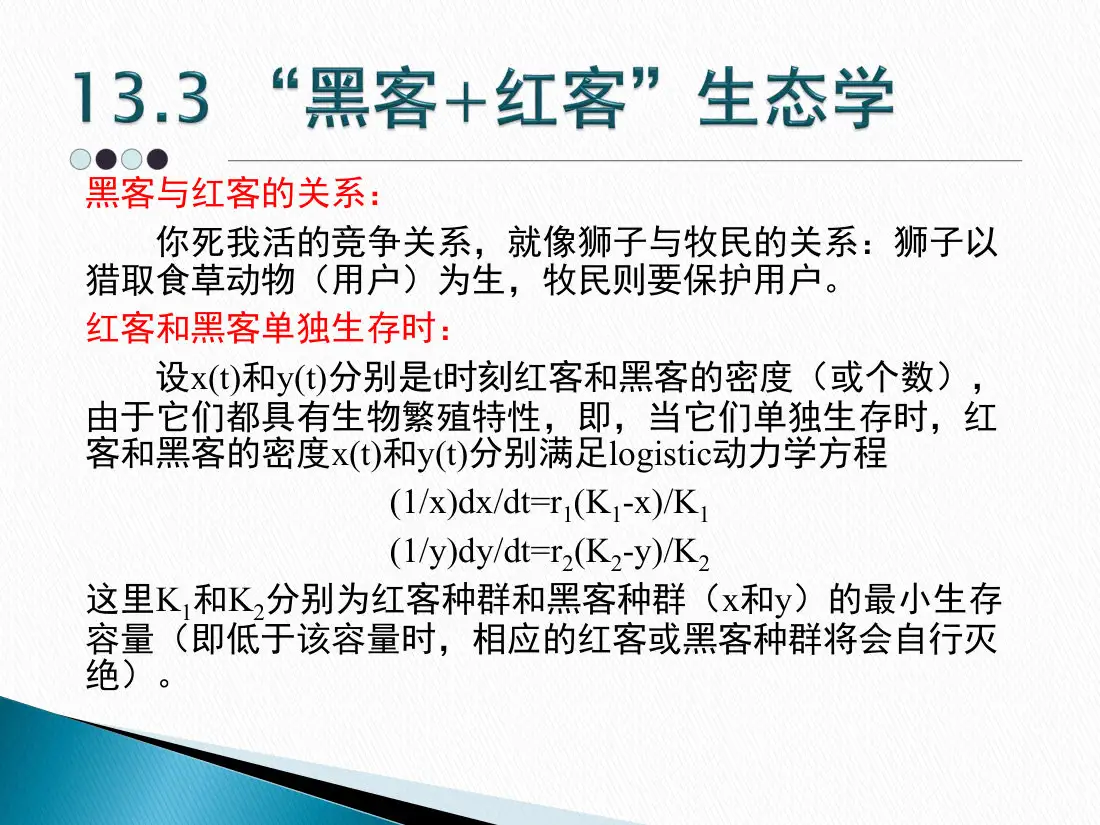 13.3 “黑客+红客”生态学
黑客与红客的关系：
你死我活的竞争关系，就像狮子与牧民的关系：狮子以
猎取食草动物（用户）为生，牧民则要保护用户。
红客和黑客单独生存时：
设x(t)和y(t)分别是t时刻红客和黑客的密度（或个数），
由于它们都具有生物繁殖特性，即，当它们单独生存时，红
客和黑客的密度x(t)和y(t)分别满足logistic动力学方程
(1/x)dx/dt=r₁(K₁-x)/K₁
(1/y)dy/dt=r₂(K₂-y)/K₂
这里K₁和K₂分别为红客种群和黑客种群（x和y）的最小生存
容量（即低于该容量时，相应的红客或黑客种群将会自行灭
绝）。